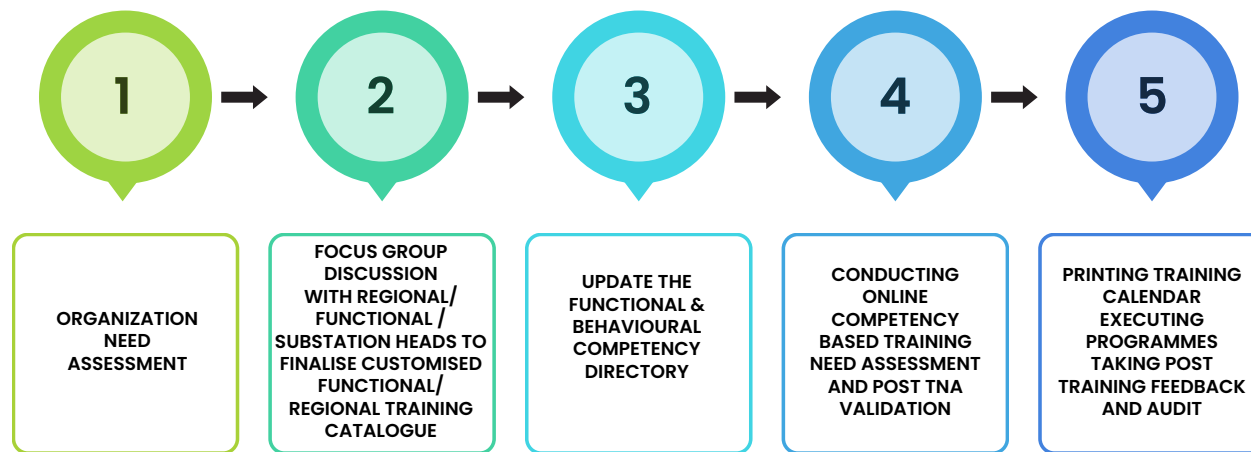 1
2
3
4
5
ORGANIZATION
NEED
ASSESSMENT
FOCUS GROUP
DISCUSSION
WITH REGIONAL/
FUNCTIONAL /
SUBSTATION HEADS TO
FINALISE CUSTOMISED
FUNCTIONAL/
REGIONAL TRAINING
CATALOGUE
UPDATE THE
FUNCTIONAL &
BEHAVIOURAL
COMPETENCY
DIRECTORY
CONDUCTING
ONLINE
COMPETENCY
BASED TRAINING
NEED ASSESSMENT
AND POST TNA
VALIDATION
PRINTING TRAINING
CALENDAR
EXECUTING
PROGRAMMES
TAKING POST
TRAINING FEEDBACK
AND AUDIT